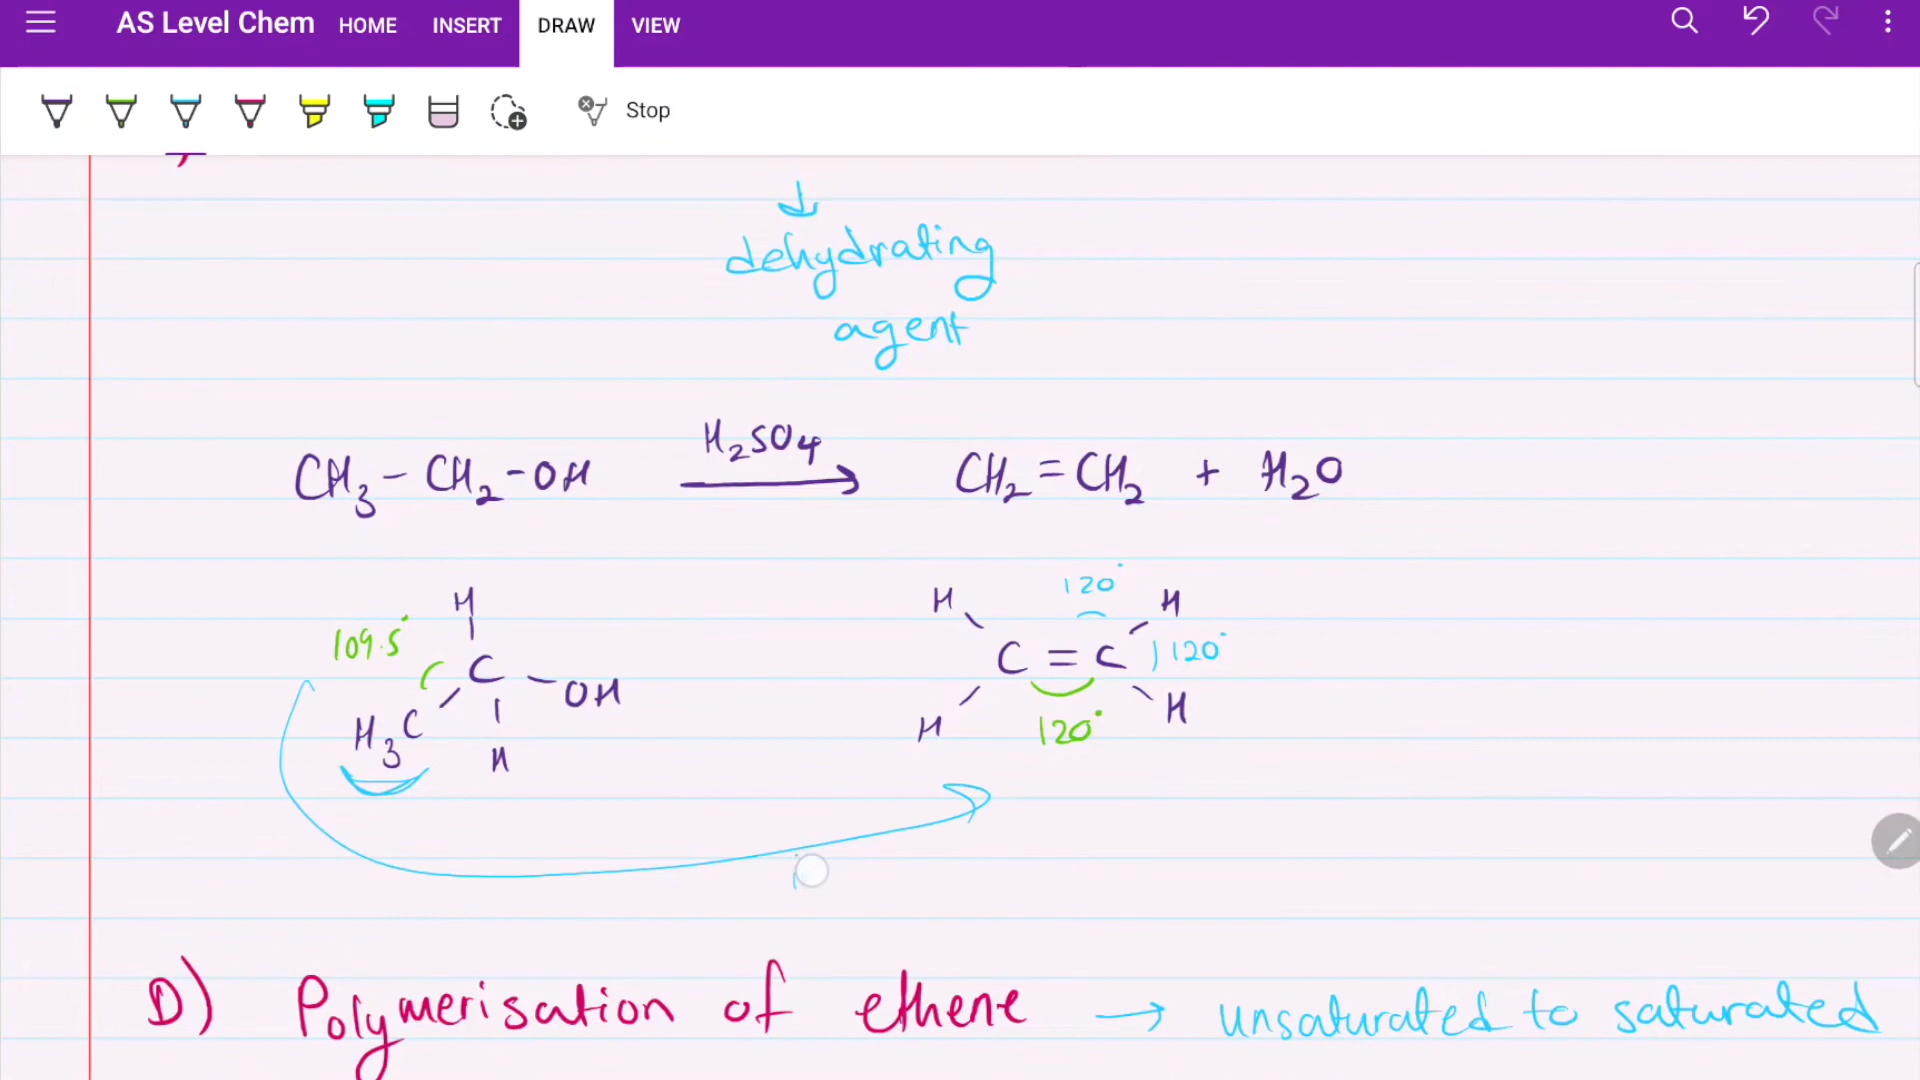 AS Level Chem HOME INSERT DRAW VIEW
Stop
dehydrating
agent
H₂SO₄
CH₃-CH₂-OH → CH₂=CH₂ + H₂O
120°
H H H
109.5°
C -OH C=C 120°
H₃C H H 120° H
D) Polymerisation of ethene → unsaturated to saturated